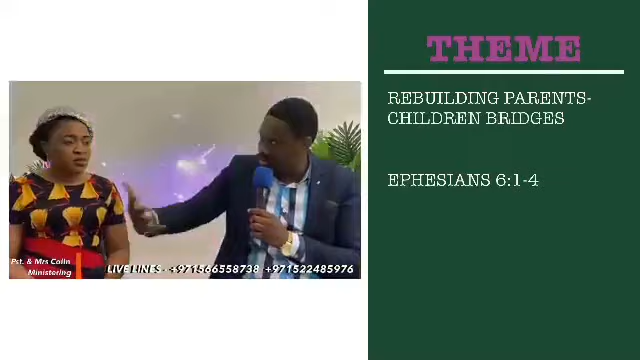 THEME
REBUILDING PARENTS-
CHILDREN BRIDGES
EPHESIANS 6:1-4
Pst. & Mrs Colin
Ministering
LIVE LINES - +971566558738 +971522485976